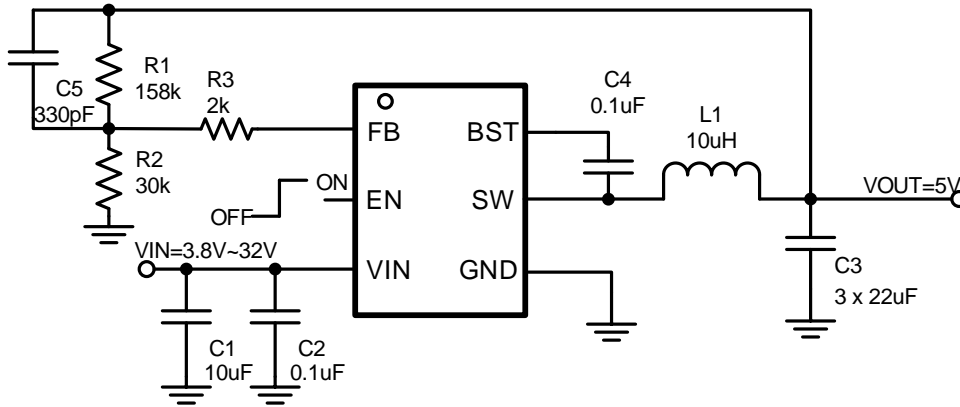 C5
330pF
R1
158k
R3
2k
R2
30k
ON
OFF
VIN=3.8V~32V
C1
10uF
C2
0.1uF
FB
EN
VIN
BST
SW
GND
C4
0.1uF
L1
10uH
VOUT=5V
C3
3 x 22uF